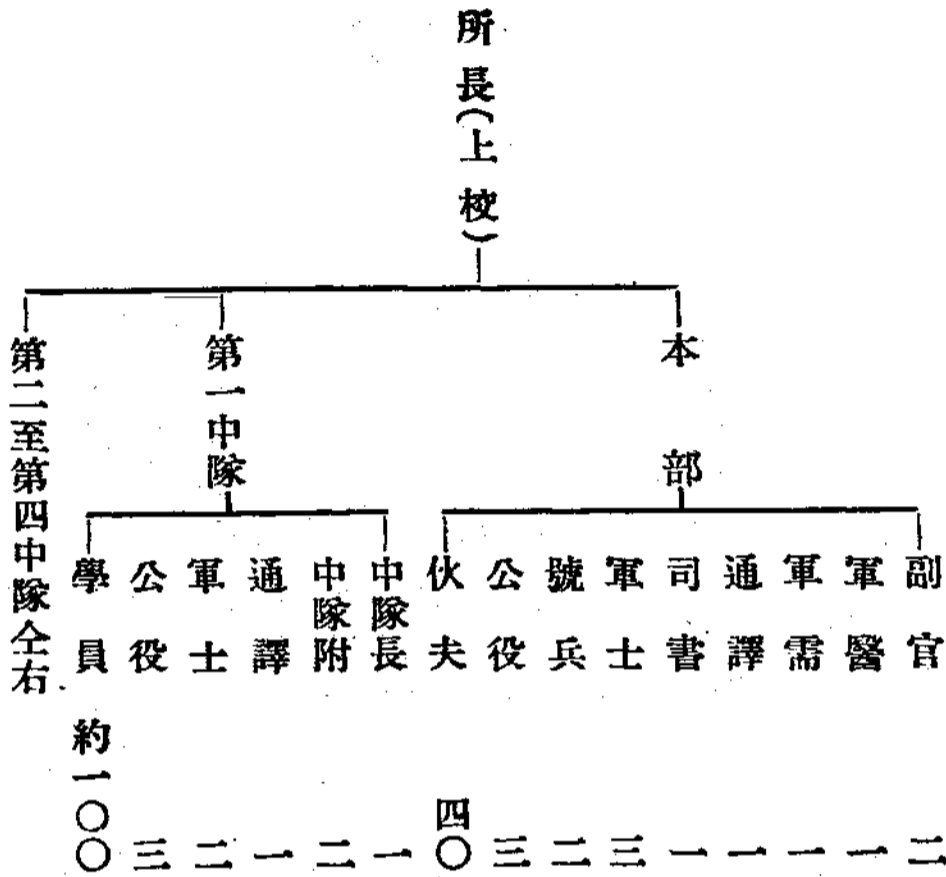 所長(上校)
本部
副官 二
軍醫 一
軍需 一
通譯 一
司書 一
軍士 三
號兵 二
公役 三
伙夫 四〇
第一中隊
中隊長 一
中隊附 二
通譯 一
軍士 二
公役 三
學員 約一〇〇
第二至第四中隊仝右